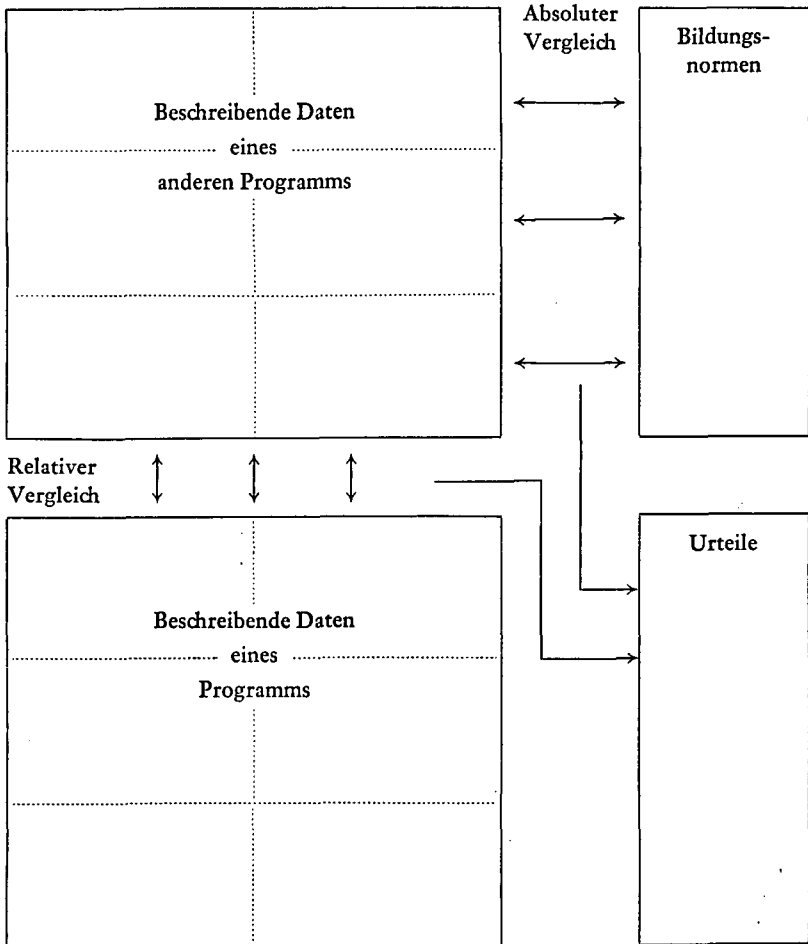 Absoluter
Vergleich
Bildungs-
normen
Beschreibende Daten
eines
anderen Programms
Relativer
Vergleich
Urteile
Beschreibende Daten
eines
Programms